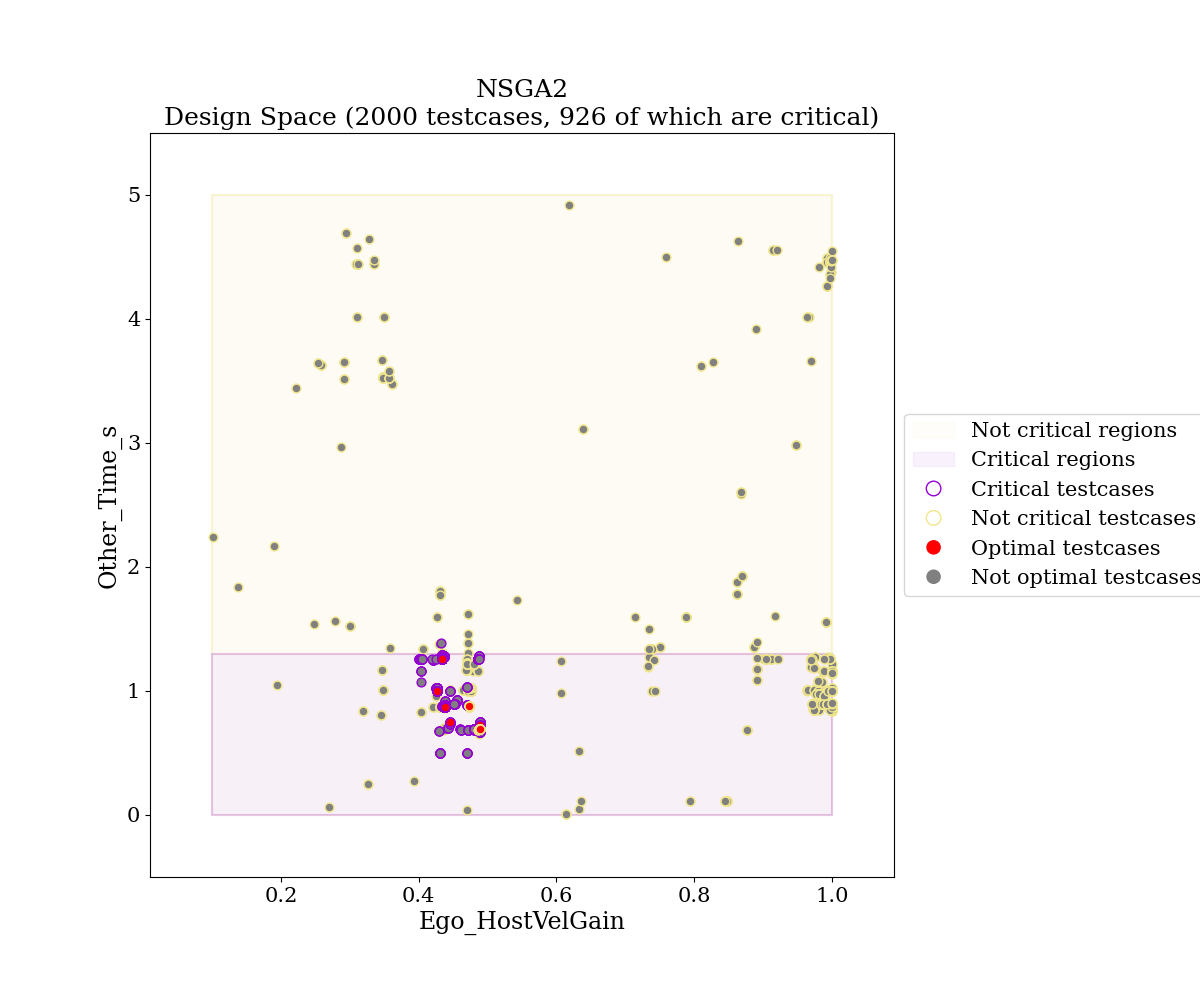 NSGA2
Design Space (2000 testcases, 926 of which are critical)
5
4
3
2
1
0
Other_Time_s
0.2
0.4
0.6
0.8
1.0
Ego_HostVelGain
Not critical regions
Critical regions
Critical testcases
Not critical testcases
Optimal testcases
Not optimal testcases